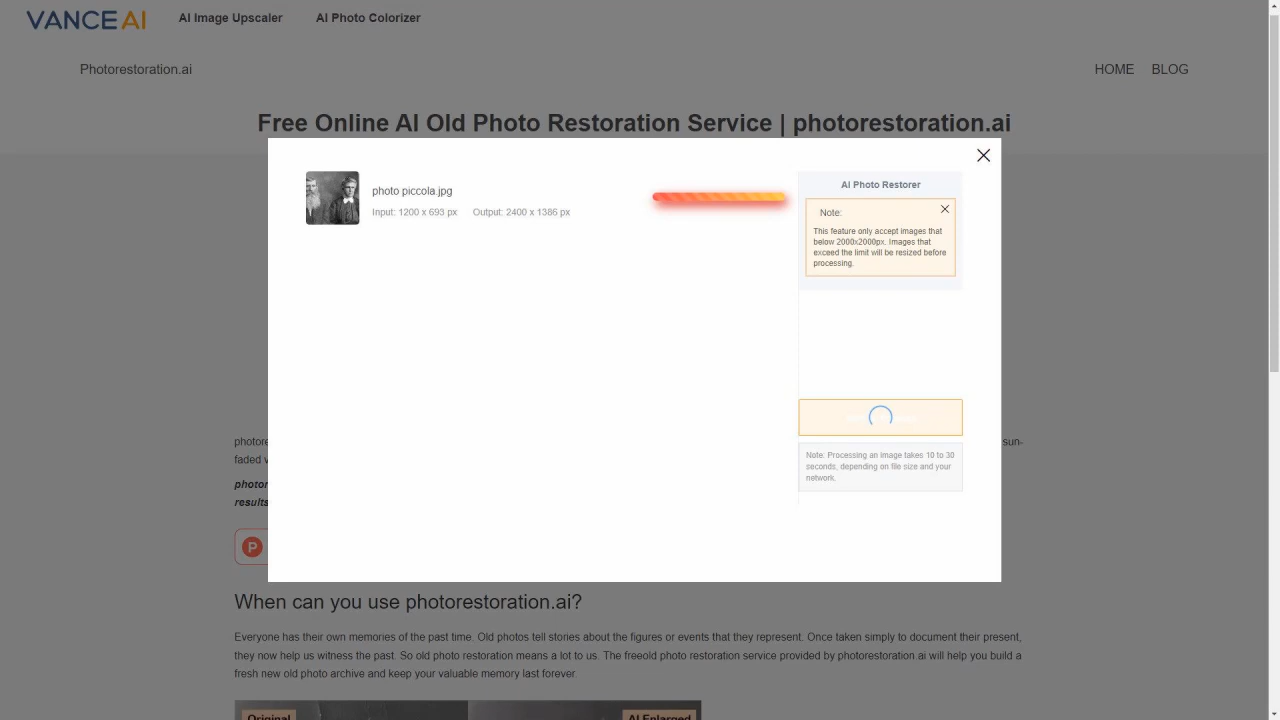 VANCE AI
AI Image Upscaler
AI Photo Colorizer
Photorestoration.ai
HOME
BLOG
Free Online AI Old Photo Restoration Service | photorestoration.ai
photo piccola.jpg
Input: 1200 x 693 px
Output: 2400 x 1386 px
AI Photo Restorer
Note:
This feature only accept images that
below 2000x2000px. Images that
exceed the limit will be resized before
processing.
Note: Processing an image takes 10 to 30
seconds, depending on file size and your
network.
sun-
faded
results
P
When can you use photorestoration.ai?
Everyone has their own memories of the past time. Old photos tell stories about the figures or events that they represent. Once taken simply to document their present,
they now help us witness the past. So old photo restoration means a lot to us. The freeold photo restoration service provided by photorestoration.ai will help you build a
fresh new old photo archive and keep your valuable memory last forever.
Original
AI Enlarged